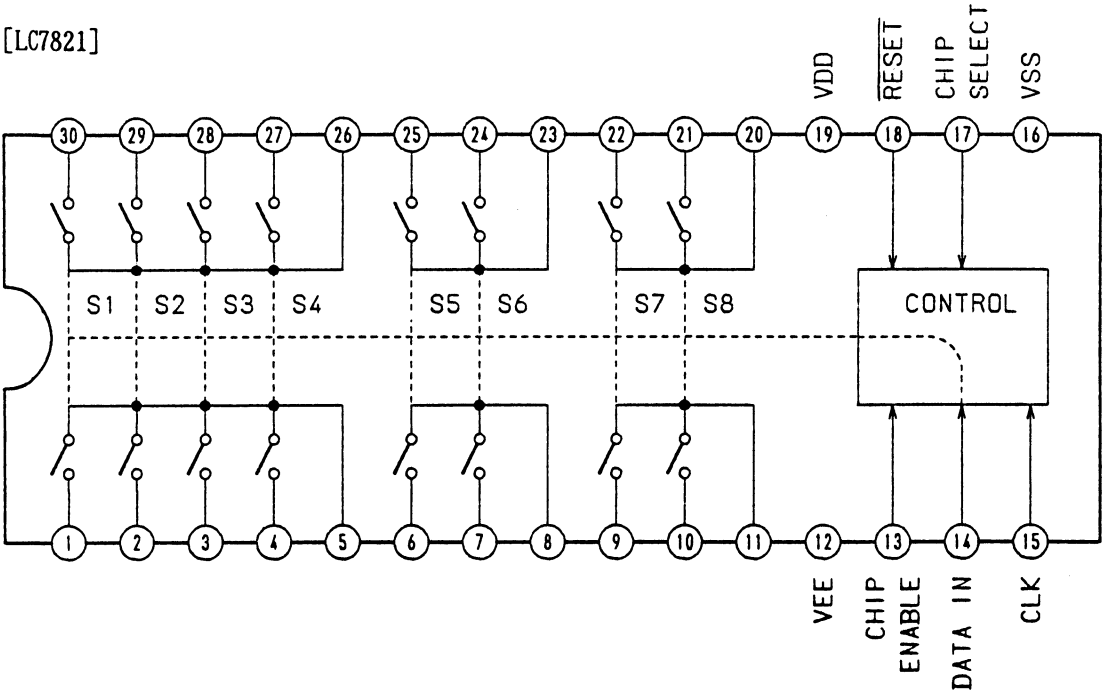 [LC7821]
VDD
RESET
CHIP
SELECT
VSS
30 29 28 27 26 25 24 23 22 21 20 19 18 17 16
S1 S2 S3 S4 S5 S6 S7 S8 CONTROL
1 2 3 4 5 6 7 8 9 10 11 12 13 14 15
VEE
CHIP
ENABLE
DATA IN
CLK